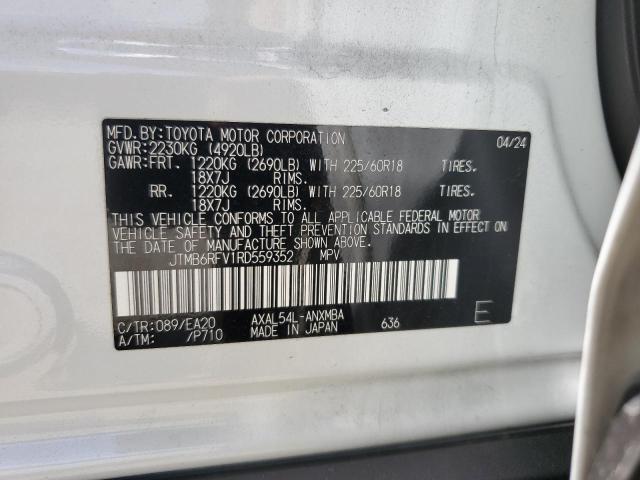 MFD.BY:TOYOTA MOTOR CORPORATION 04/24
GVWR:2230KG (4920LB)
GAWR:FRT. 1220KG (2690LB) WITH 225/60R18 TIRES.
18X7J RIMS.
RR. 1220KG (2690LB) WITH 225/60R18 TIRES.
18X7J RIMS.
THIS VEHICLE CONFORMS TO ALL APPLICABLE FEDERAL MOTOR
VEHICLE SAFETY AND THEFT PREVENTION STANDARDS IN EFFECT ON
THE DATE OF MANUFACTURE SHOWN ABOVE.
JTMB6RFV1RD559352 MPV
C/TR:089/EA20 AXAL54L-ANXMBA
A/TM: /P710 MADE IN JAPAN 636 E